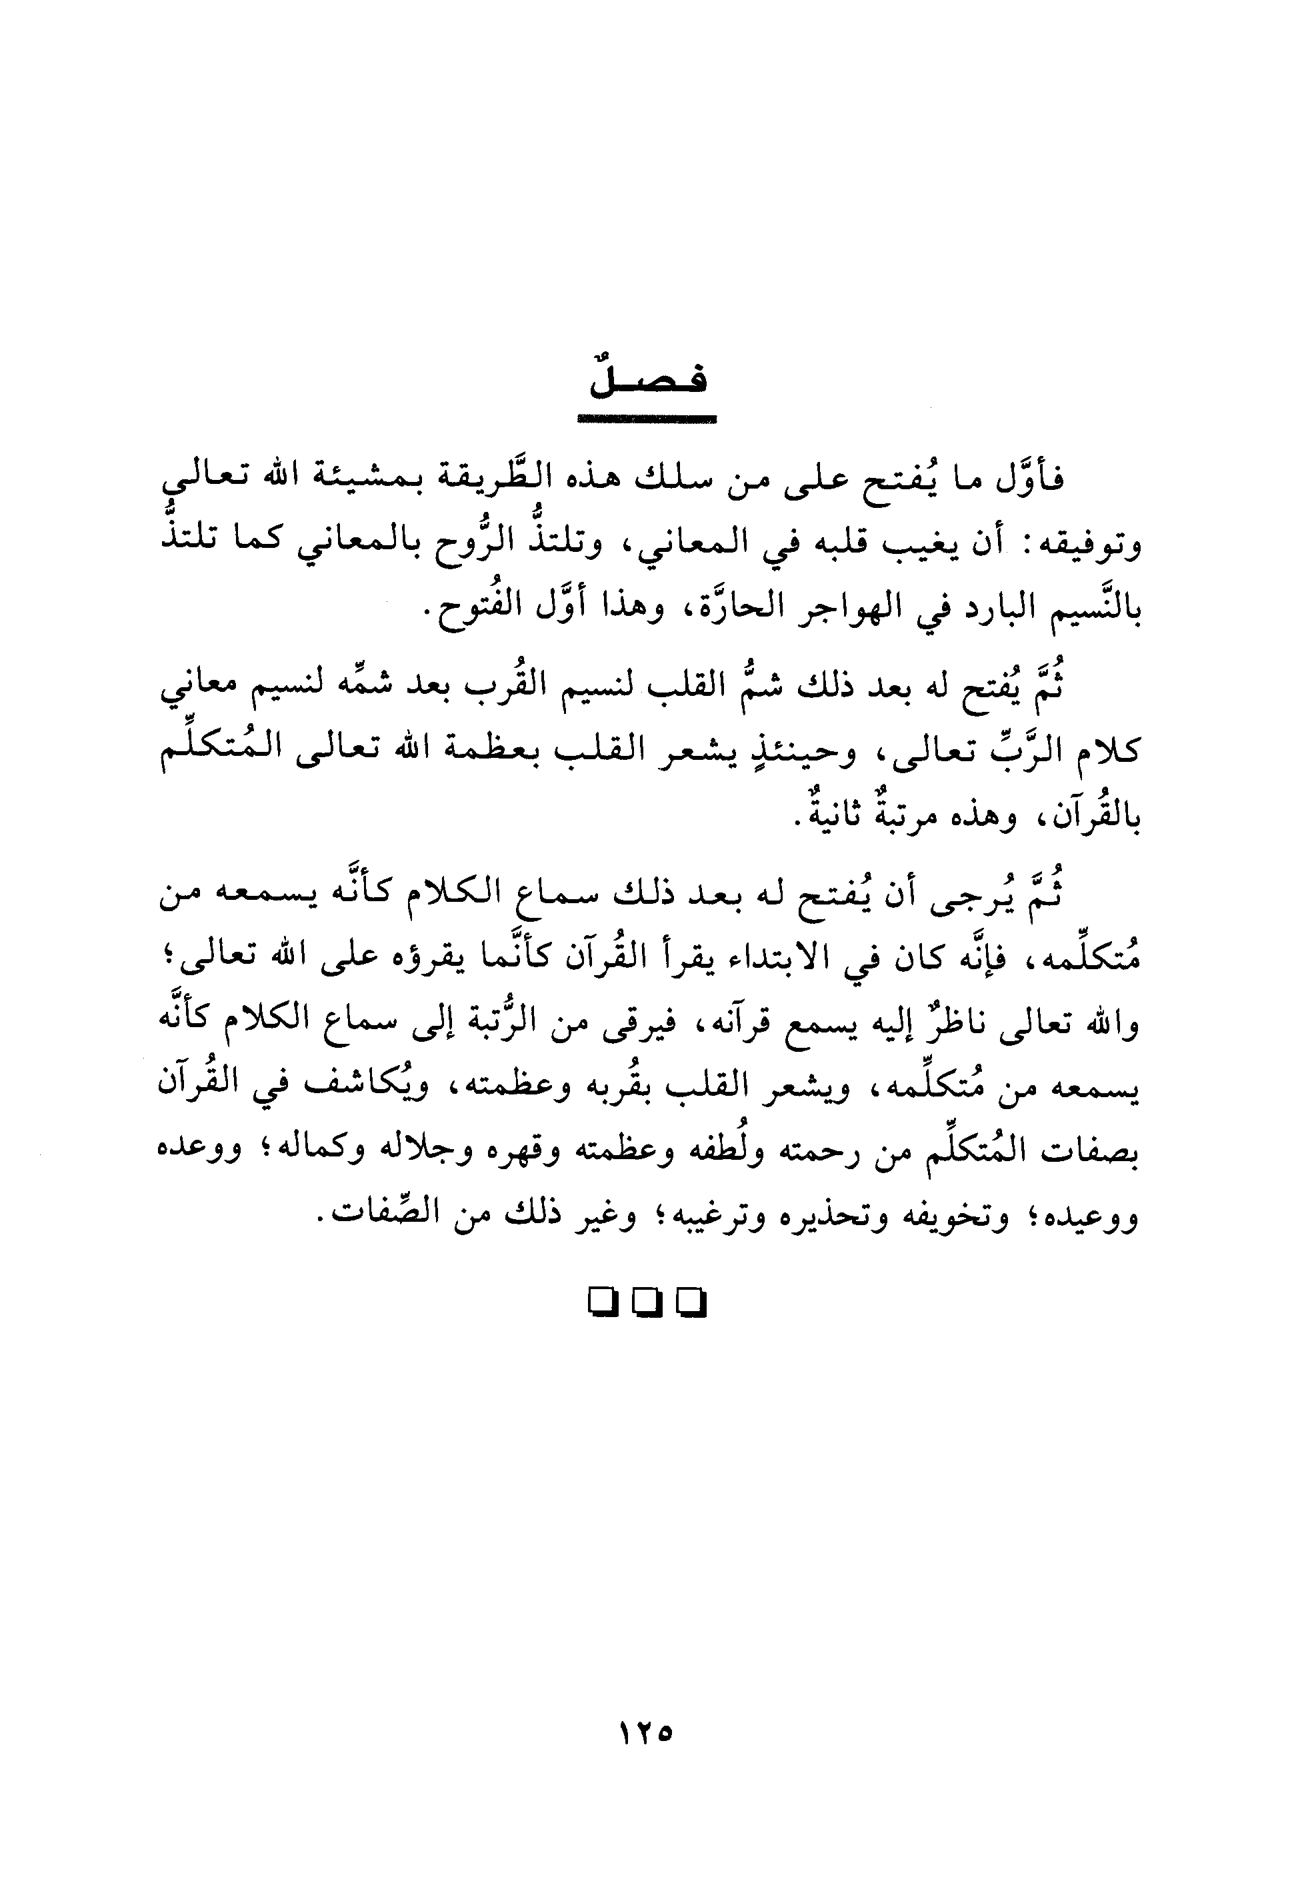 فصلٌ
فأوَّل ما يُفتح على من سلك هذه الطَّريقة بمشيئة الله تعالى
وتوفيقه: أن يغيب قلبه في المعاني، وتلتذُّ الرُّوح بالمعاني كما تلتذُّ
بالنَّسيم البارد في الهواجر الحارَّة، وهذا أوَّل الفُتوح.
ثُمَّ يُفتح له بعد ذلك شمُّ القلب لنسيم القُرب بعد شمِّه لنسيم معاني
كلام الرَّبِّ تعالى، وحينئذٍ يشعر القلب بعظمة الله تعالى المُتكلِّم
بالقُرآن، وهذه مرتبةٌ ثانيةٌ.
ثُمَّ يُرجى أن يُفتح له بعد ذلك سماع الكلام كأنَّه يسمعه من
مُتكلِّمه، فإنَّه كان في الابتداء يقرأ القُرآن كأنَّما يقرؤه على الله تعالى؛
والله تعالى ناظرٌ إليه يسمع قرآنه، فيرقى من الرُّتبة إلى سماع الكلام كأنَّه
يسمعه من مُتكلِّمه، ويشعر القلب بقُربه وعظمته، ويُكاشف في القُرآن
بصفات المُتكلِّم من رحمته ولُطفه وعظمته وقهره وجلاله وكماله؛ ووعده
ووعيده؛ وتخويفه وتحذيره وترغيبه؛ وغير ذلك من الصِّفات.
١٢٥